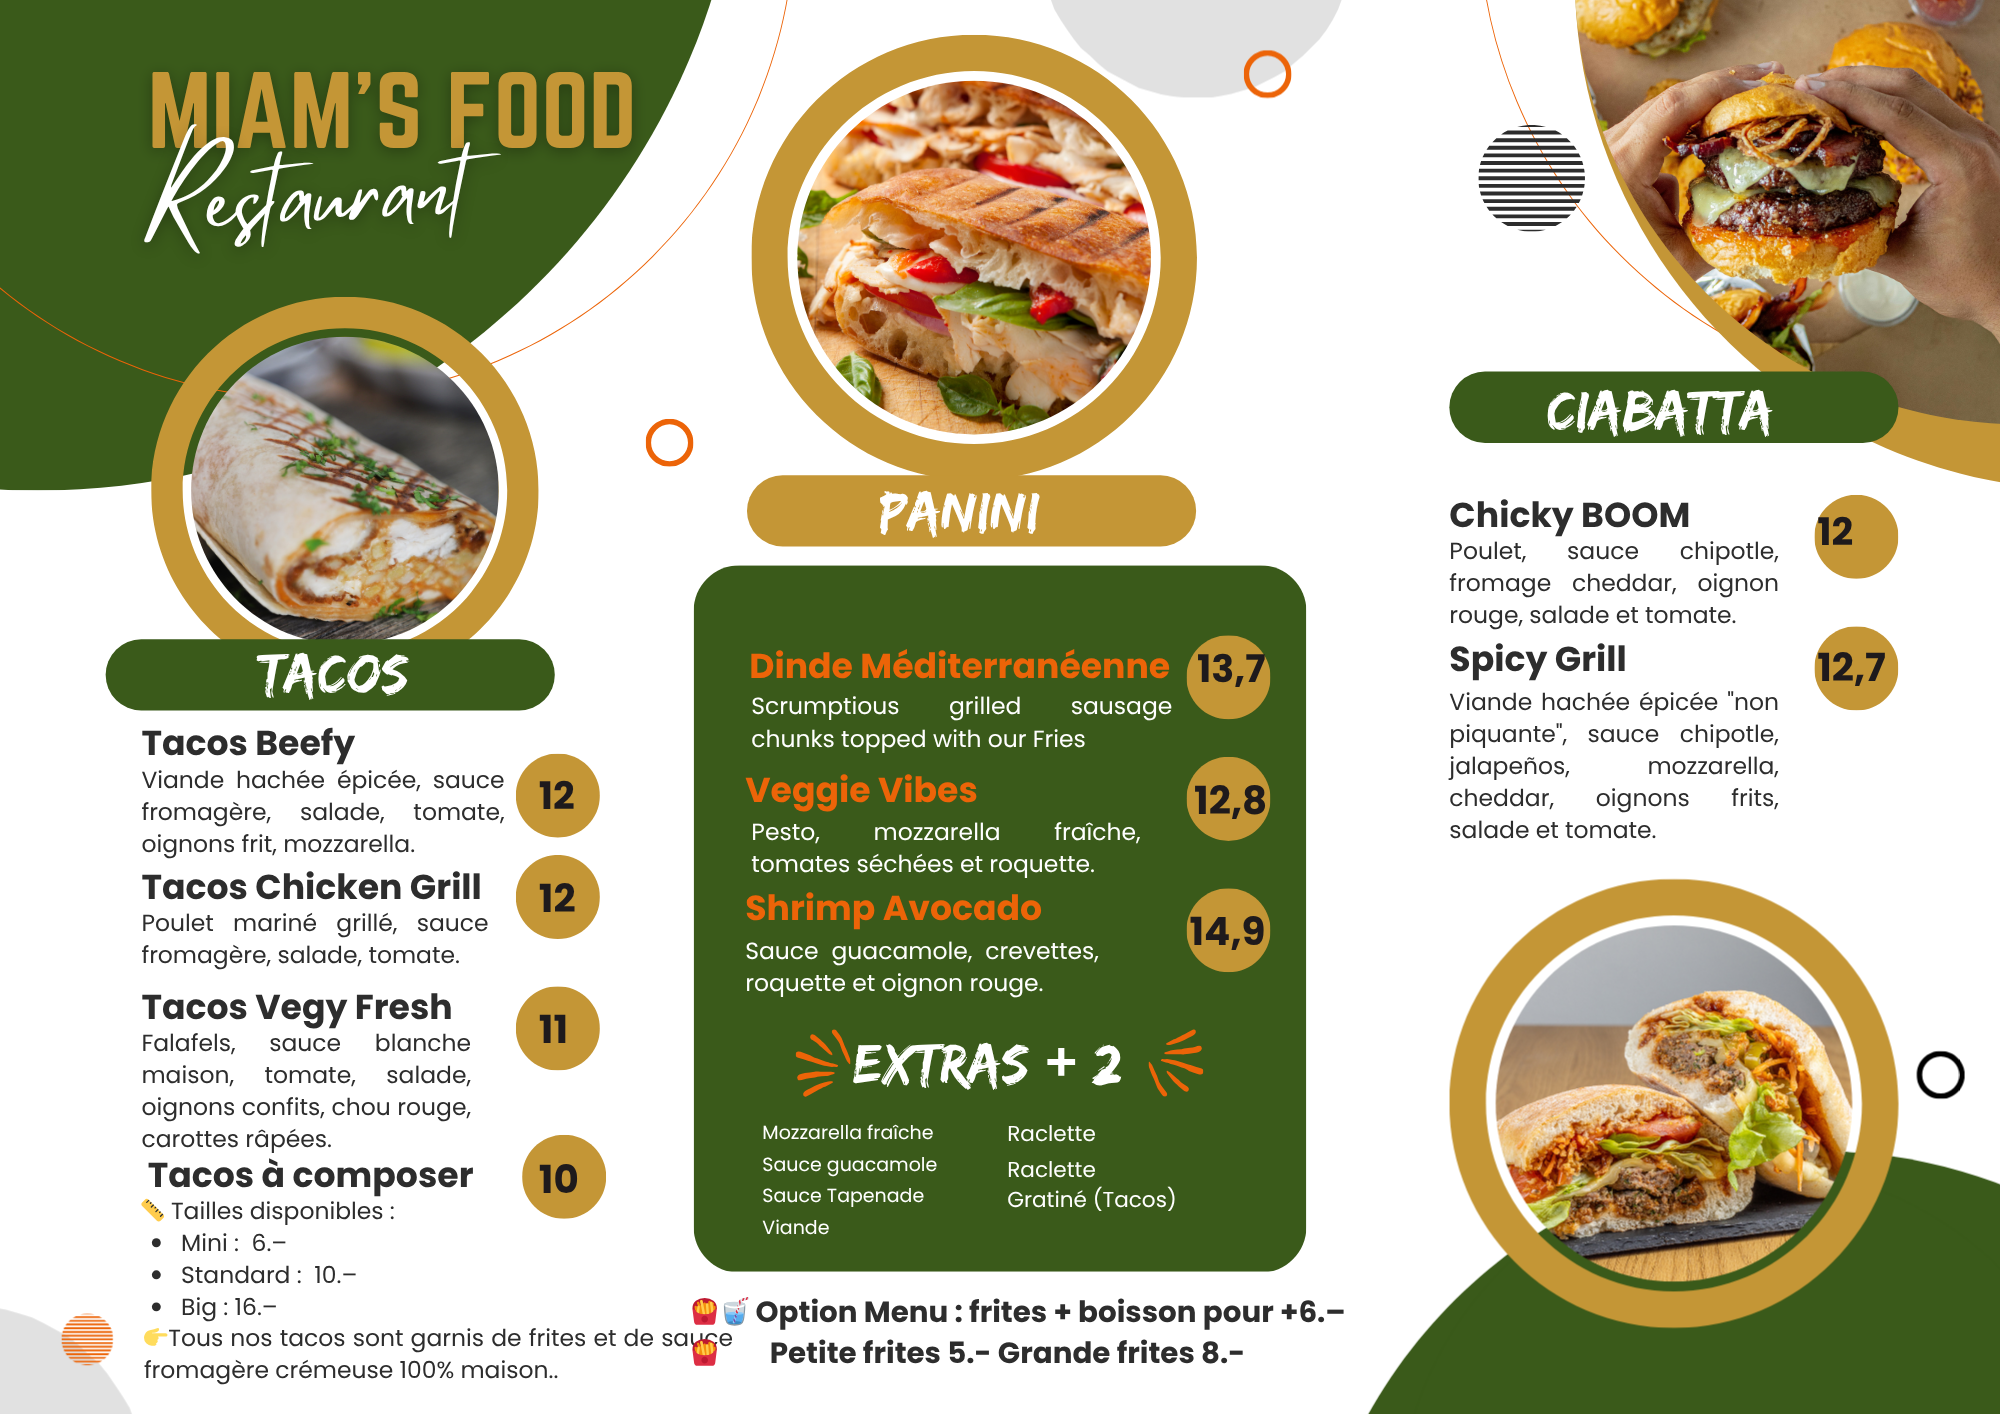 MIAM'S FOOD
Restaurant
TACOS
Tacos Beefy
12
Viande hachée épicée, sauce
fromagère, salade, tomate,
oignons frit, mozzarella.
Tacos Chicken Grill
12
Poulet mariné grillé, sauce
fromagère, salade, tomate.
Tacos Vegy Fresh
11
Falafels, sauce blanche
maison, tomate, salade,
oignons confits, chou rouge,
carottes râpées.
Tacos à composer
10
📏 Tailles disponibles :
• Mini : 6.–
• Standard : 10.–
• Big : 16.–
👉Tous nos tacos sont garnis de frites et de sauce
fromagère crémeuse 100% maison..
PANINI
Dinde Méditerranéenne
13,7
Scrumptious grilled sausage
chunks topped with our Fries
Veggie Vibes
12,8
Pesto, mozzarella fraîche,
tomates séchées et roquette.
Shrimp Avocado
14,9
Sauce guacamole, crevettes,
roquette et oignon rouge.
EXTRAS + 2
Mozzarella fraîche
Sauce guacamole
Sauce Tapenade
Viande
Raclette
Raclette
Gratiné (Tacos)
🍟🥤 Option Menu : frites + boisson pour +6.–
🍟 Petite frites 5.- Grande frites 8.-
CIABATTA
Chicky BOOM
12
Poulet, sauce chipotle,
fromage cheddar, oignon
rouge, salade et tomate.
Spicy Grill
12,7
Viande hachée épicée "non
piquante", sauce chipotle,
jalapeños, mozzarella,
cheddar, oignons frits,
salade et tomate.